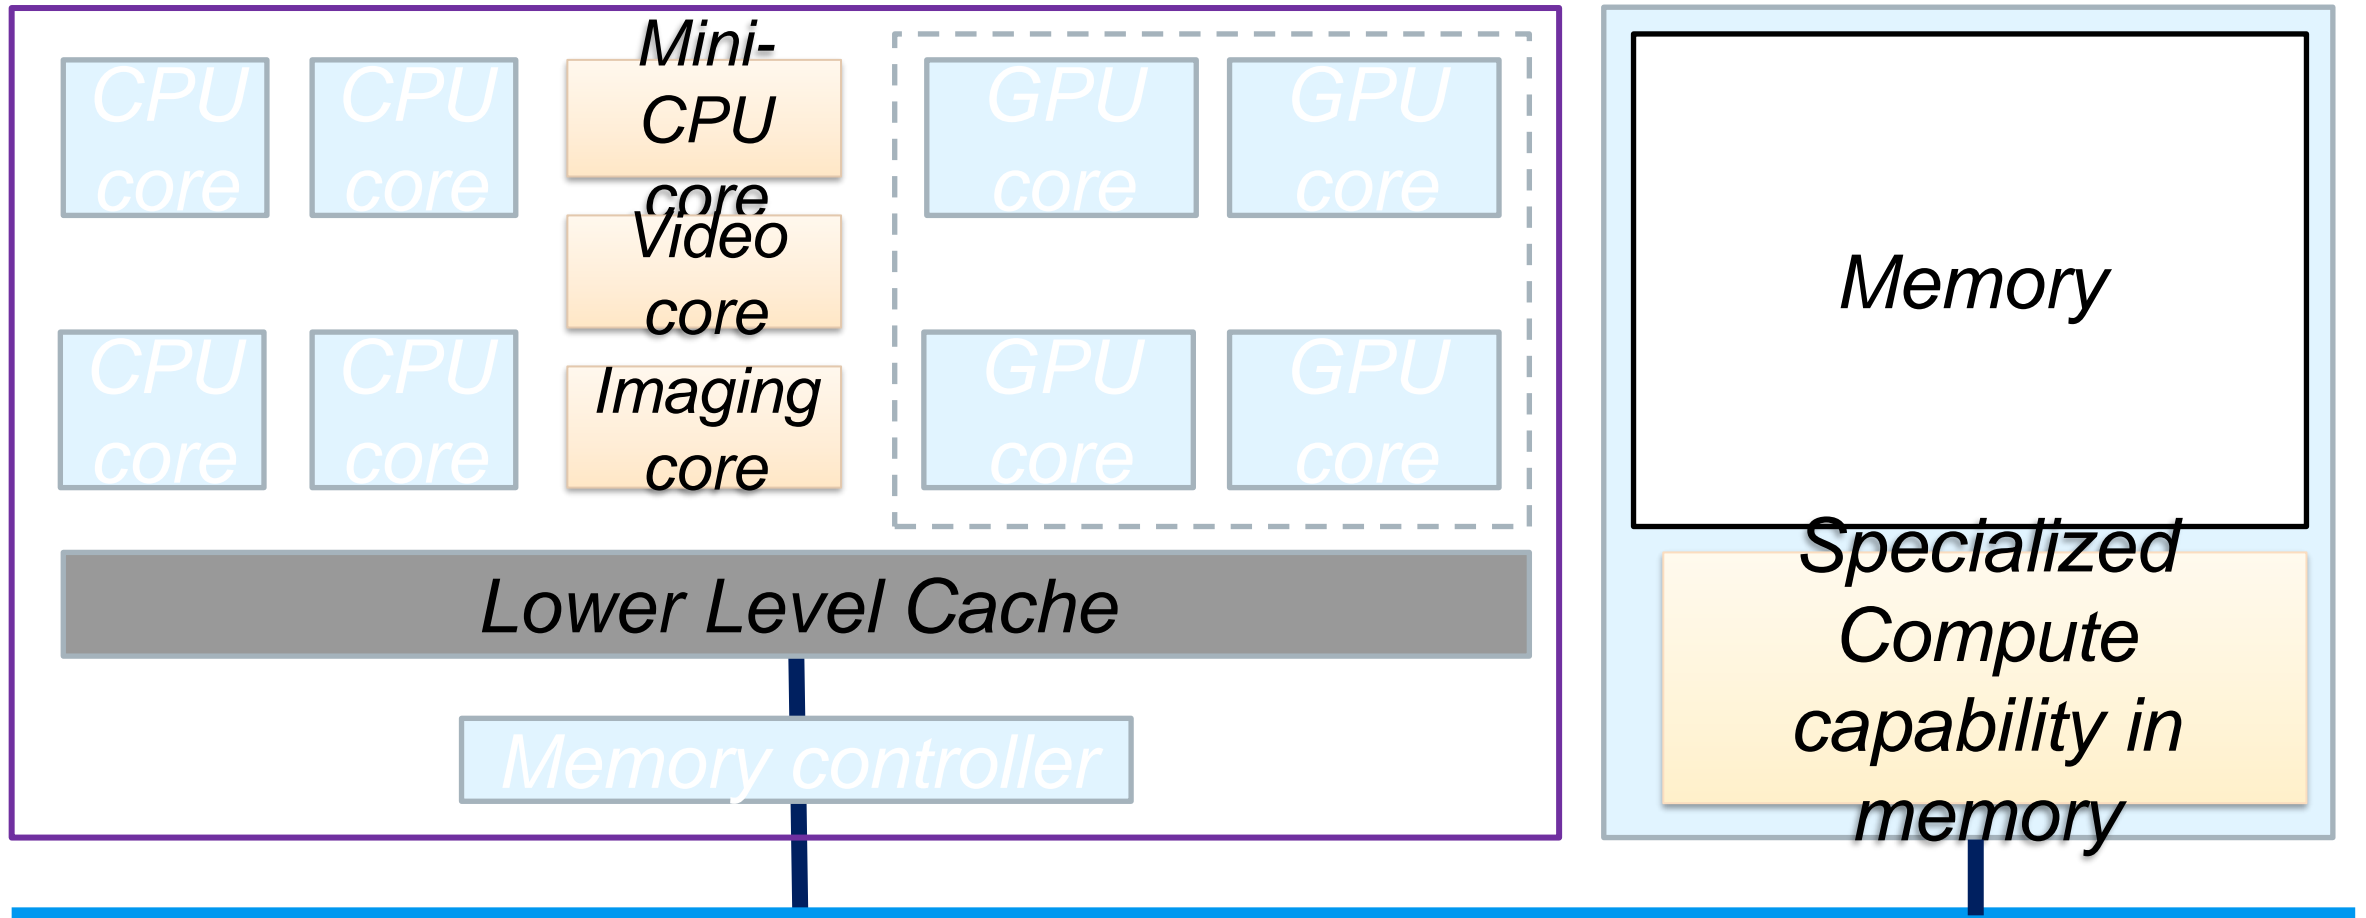 CPU
core
CPU
core
Mini-
CPU
core
Video
core
Imaging
core
CPU
core
CPU
core
GPU
core
GPU
core
GPU
core
GPU
core
Lower Level Cache
Memory controller
Memory
Specialized
Compute
capability in
memory